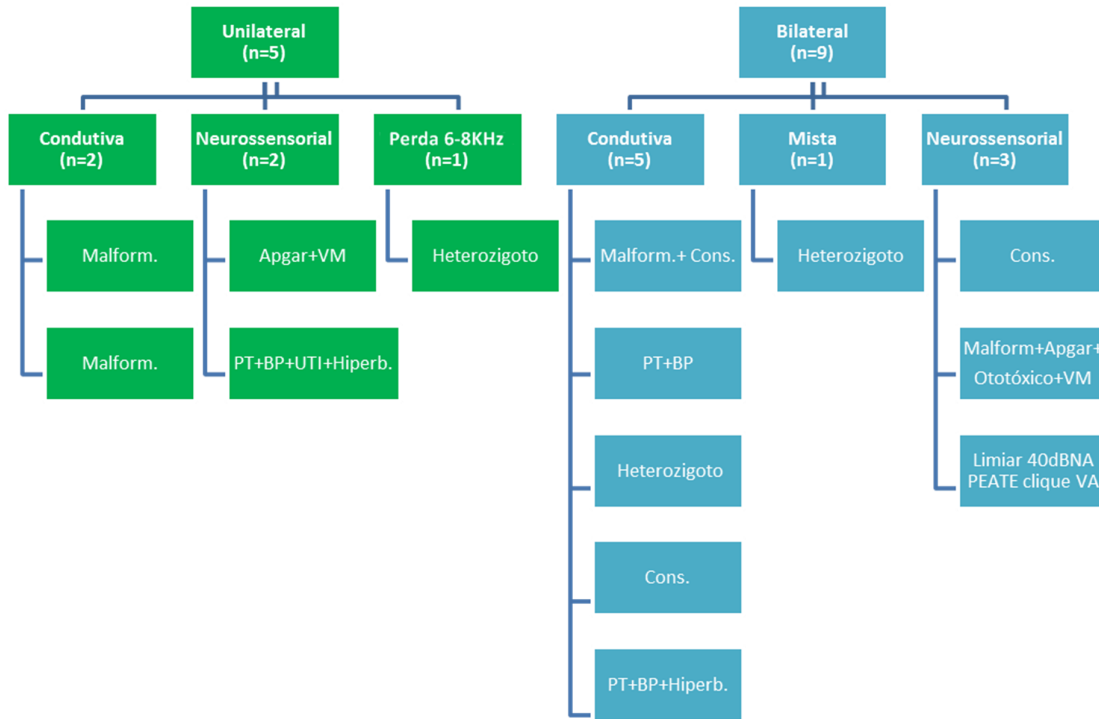 Unilateral
(n=5)
Condutiva
(n=2)
Malform.
Malform.
Neurossensorial
(n=2)
Apgar+VM
PT+BP+UTI+Hiperb.
Perda 6-8KHz
(n=1)
Heterozigoto
Bilateral
(n=9)
Condutiva
(n=5)
Malform.+ Cons.
PT+BP
Heterozigoto
Cons.
PT+BP+Hiperb.
Mista
(n=1)
Heterozigoto
Neurossensorial
(n=3)
Cons.
Malform+Apgar+
Ototóxico+VM
Limiar 40dBNA
PEATE clique VA